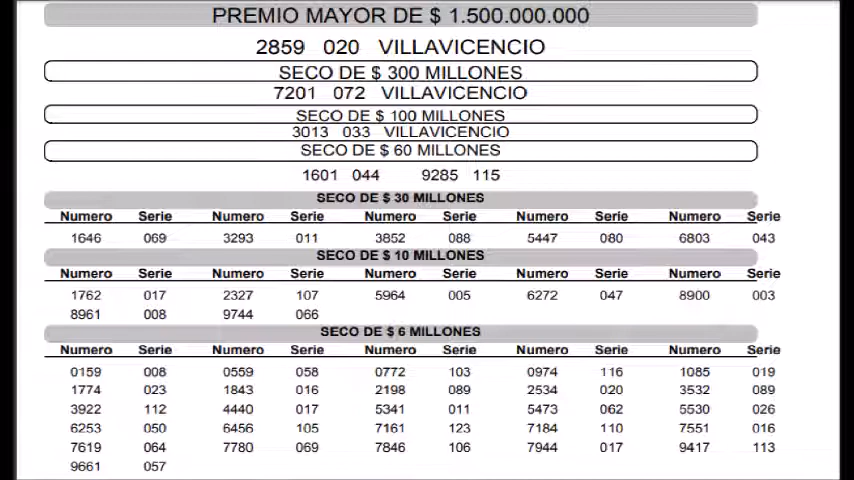 PREMIO MAYOR DE $ 1.500.000.000
2859 020 VILLAVICENCIO
SECO DE $ 300 MILLONES
7201 072 VILLAVICENCIO
SECO DE $ 100 MILLONES
3013 033 VILLAVICENCIO
SECO DE $ 60 MILLONES
1601 044 9285 115
SECO DE $ 30 MILLONES
Numero Serie Numero Serie Numero Serie Numero Serie Numero Serie
1646 069 3293 011 3852 088 5447 080 6803 043
SECO DE $ 10 MILLONES
Numero Serie Numero Serie Numero Serie Numero Serie Numero Serie
1762 017 2327 107 5964 005 6272 047 8900 003
8961 008 9744 066
SECO DE $ 6 MILLONES
Numero Serie Numero Serie Numero Serie Numero Serie Numero Serie
0159 008 0559 058 0772 103 0974 116 1085 019
1774 023 1843 016 2198 089 2534 020 3532 089
3922 112 4440 017 5341 011 5473 062 5530 026
6253 050 6456 105 7161 123 7184 110 7551 016
7619 064 7780 069 7846 106 7944 017 9417 113
9661 057